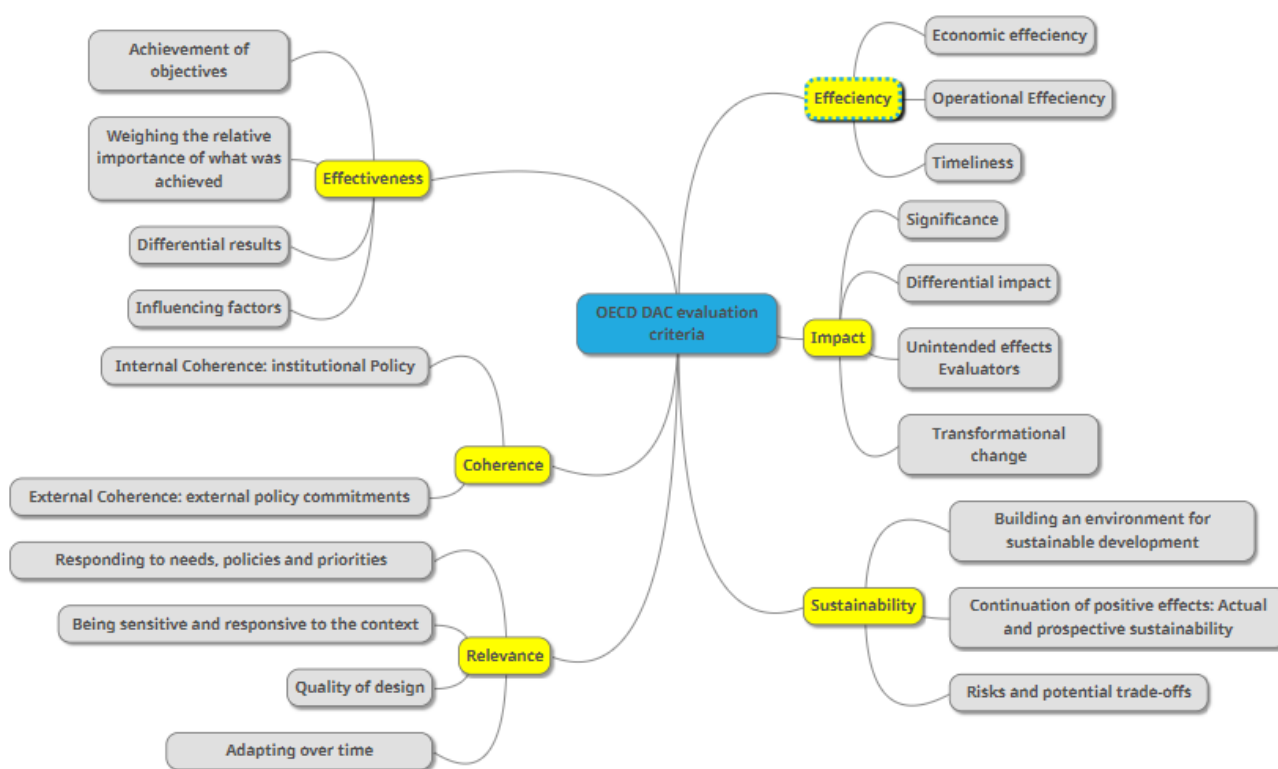 OECD DAC evaluation
criteria
Effeciency
Economic effeciency
Operational Effeciency
Timeliness
Impact
Significance
Differential impact
Unintended effects
Evaluators
Transformational
change
Sustainability
Building an environment for
sustainable development
Continuation of positive effects: Actual
and prospective sustainability
Risks and potential trade-offs
Effectiveness
Achievement of
objectives
Weighing the relative
importance of what was
achieved
Differential results
Influencing factors
Coherence
Internal Coherence: institutional Policy
External Coherence: external policy commitments
Relevance
Responding to needs, policies and priorities
Being sensitive and responsive to the context
Quality of design
Adapting over time